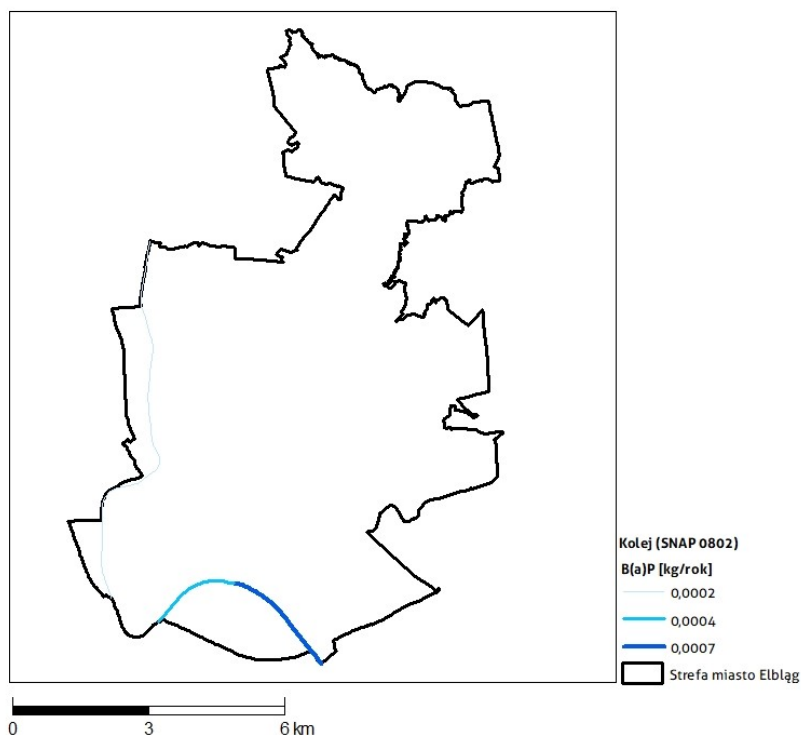 Kolej (SNAP 0802)
B(a)P [kg/rok]
0,0002
0,0004
0,0007
Strefa miasto Elbląg
0 3 6 km